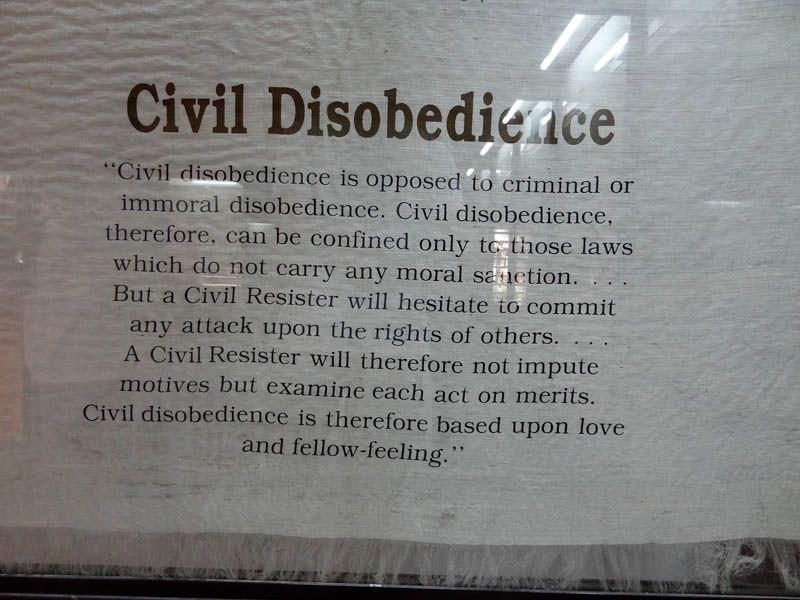 Civil Disobedience
“Civil disobedience is opposed to criminal or
immoral disobedience. Civil disobedience,
therefore, can be confined only to those laws
which do not carry any moral sanction. . . .
But a Civil Resister will hesitate to commit
any attack upon the rights of others. . . .
A Civil Resister will therefore not impute
motives but examine each act on merits.
Civil disobedience is therefore based upon love
and fellow-feeling.”